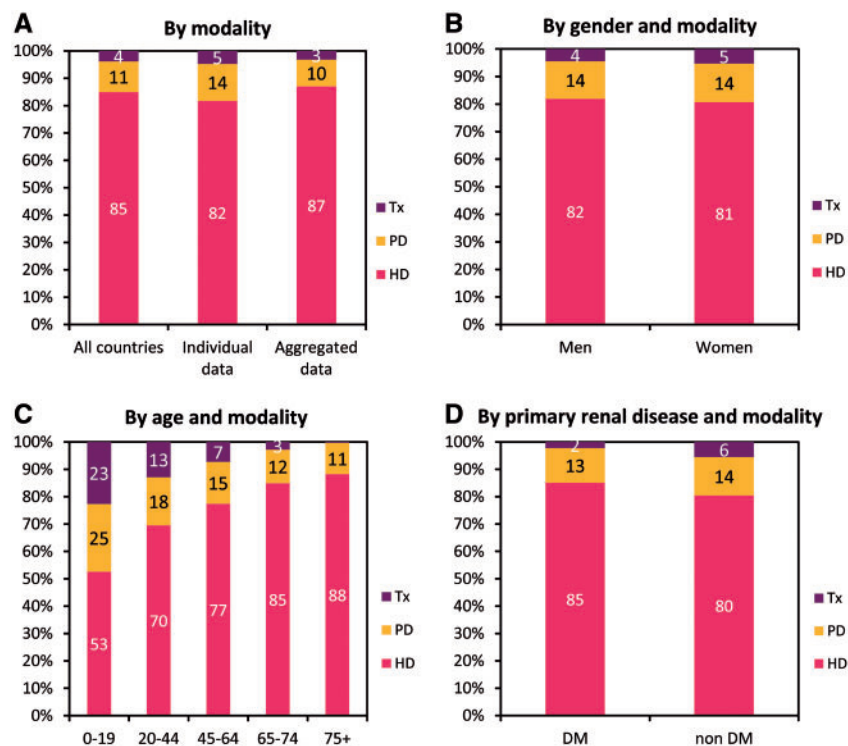 A
By modality
100%
90%
80%
70%
60%
50%
40%
30%
20%
10%
0%
4 5 3
11 14 10
85 82 87
Tx
PD
HD
All countries Individual data Aggregated data
B
By gender and modality
100%
90%
80%
70%
60%
50%
40%
30%
20%
10%
0%
4 5
14 14
82 81
Tx
PD
HD
Men Women
C
By age and modality
100%
90%
80%
70%
60%
50%
40%
30%
20%
10%
0%
23 13 7 3
25 18 15 12 11
53 70 77 85 88
Tx
PD
HD
0-19 20-44 45-64 65-74 75+
D
By primary renal disease and modality
100%
90%
80%
70%
60%
50%
40%
30%
20%
10%
0%
2 6
13 14
85 80
Tx
PD
HD
DM non DM